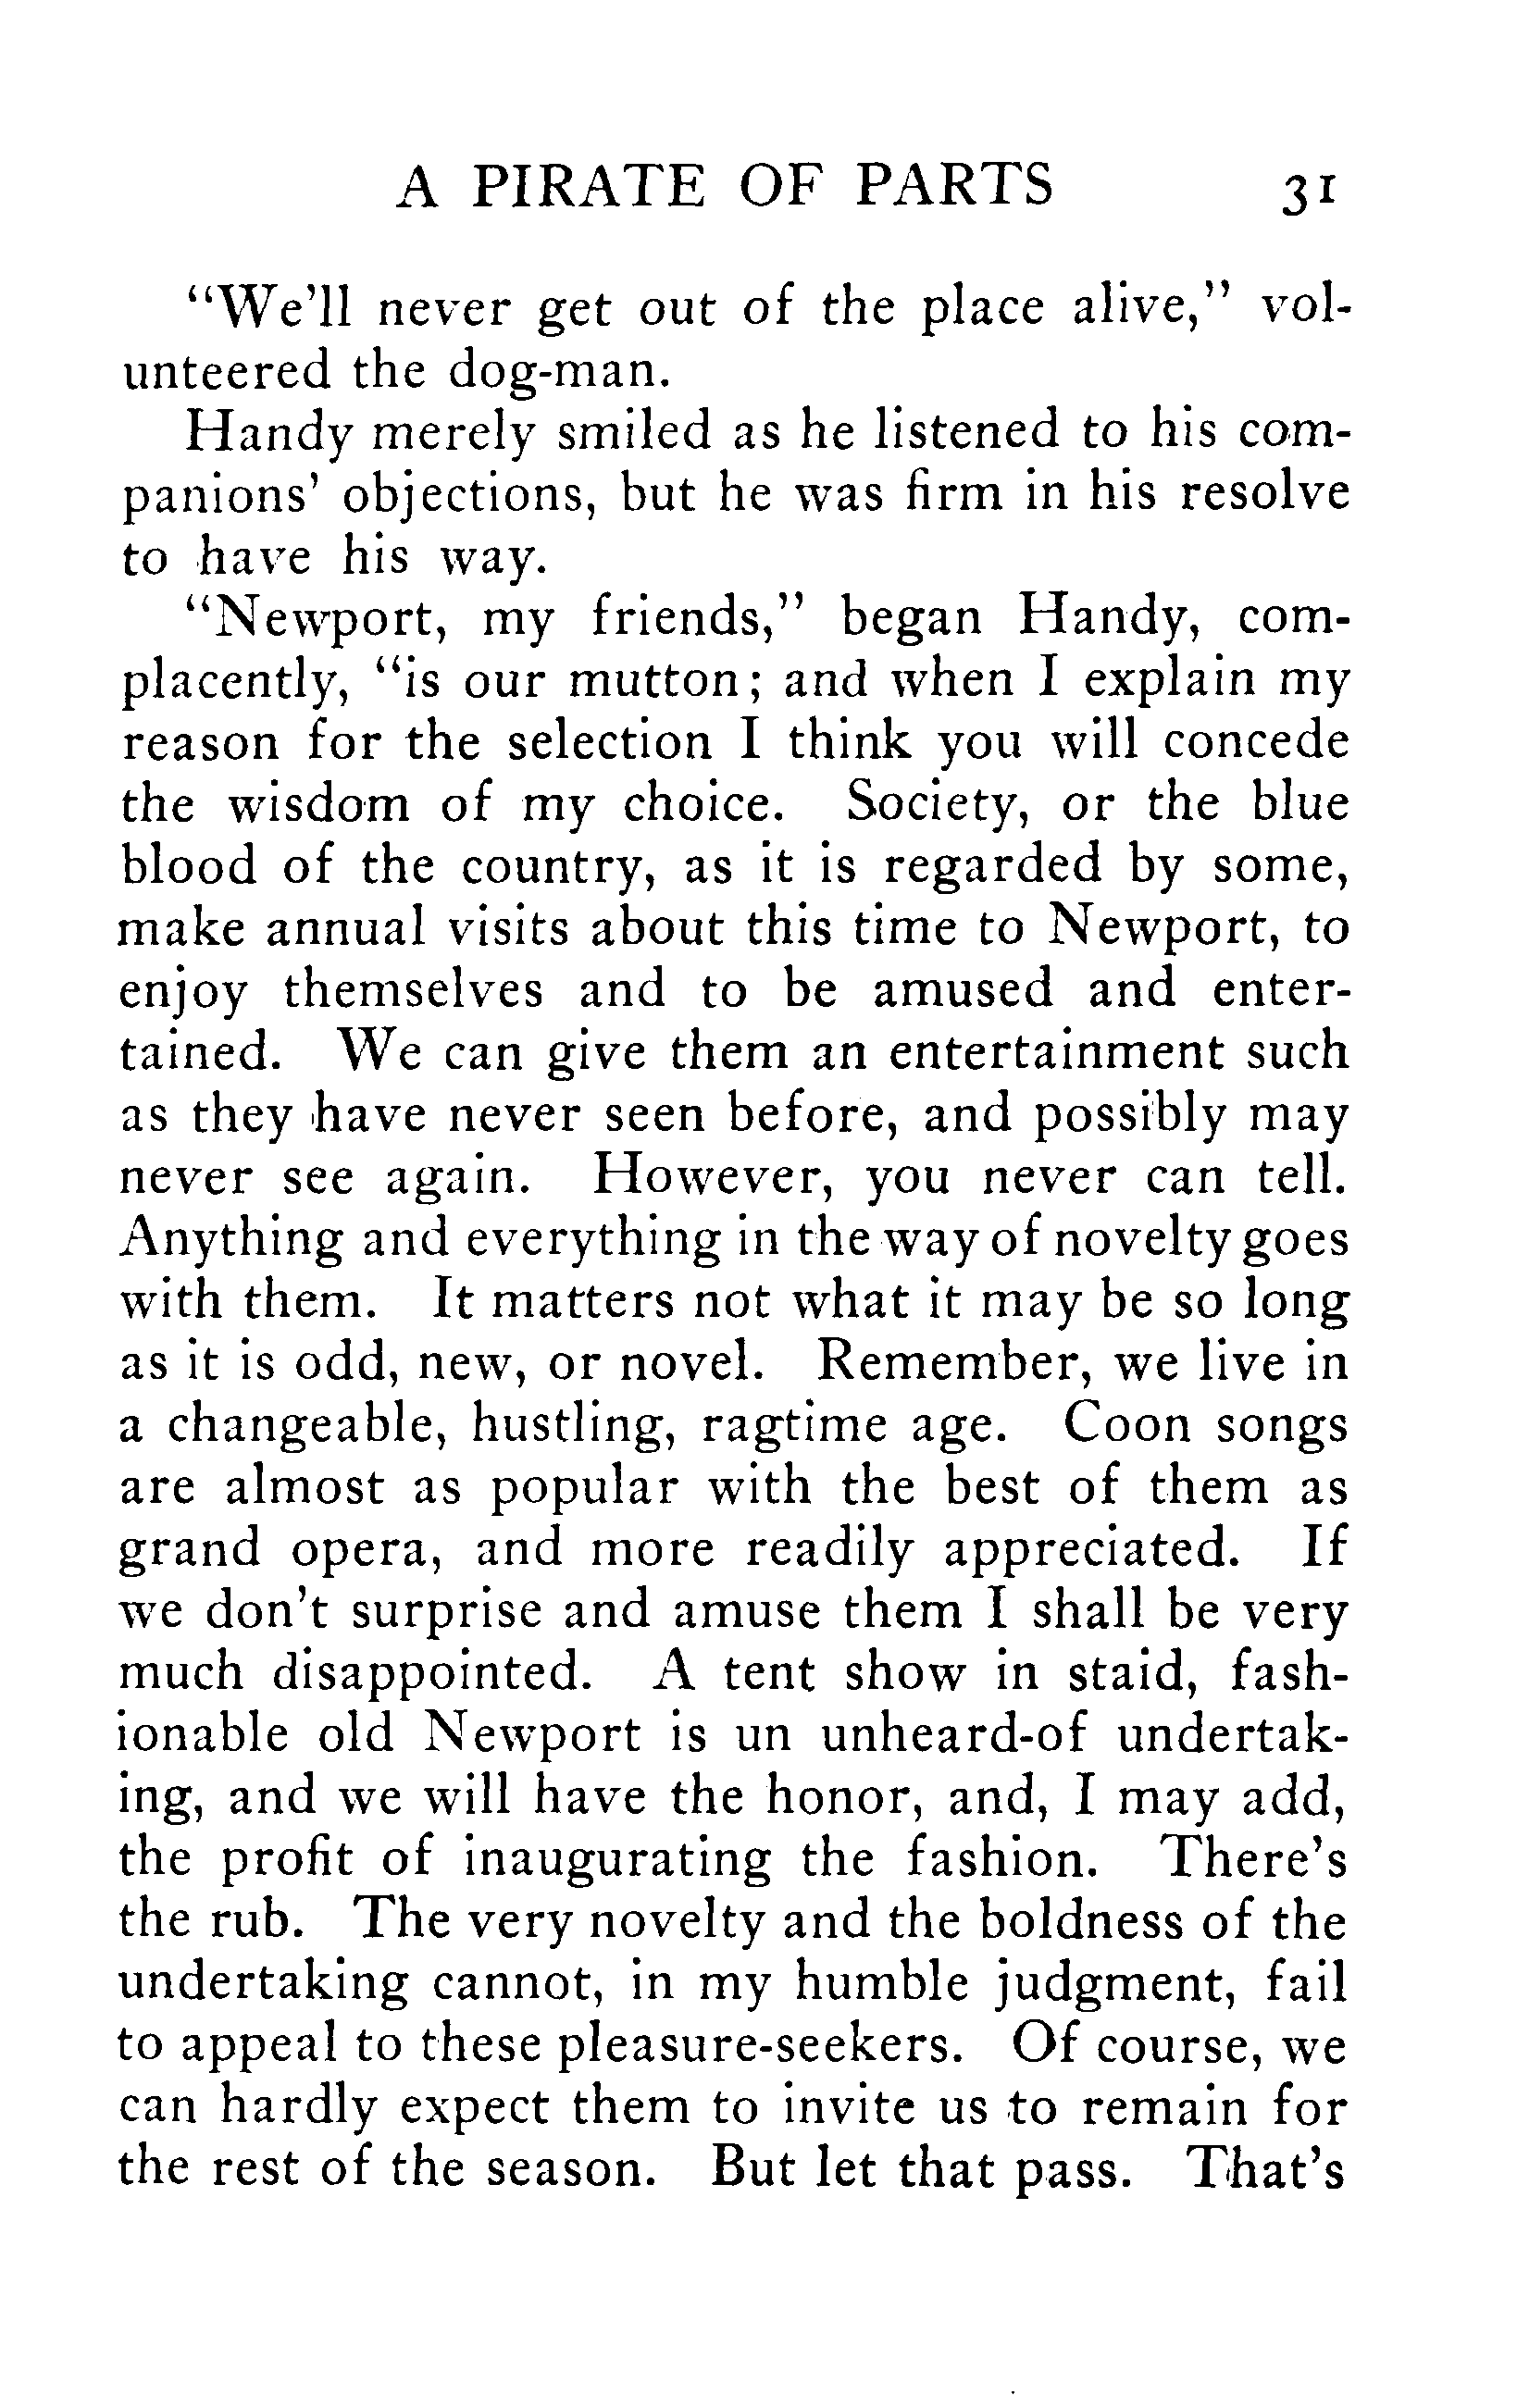 A PIRATE OF PARTS 31
“We’ll never get out of the place alive,” vol-
unteered the dog-man.
Handy merely smiled as he listened to his com-
panions’ objections, but he was firm in his resolve
to have his way.
“Newport, my friends,” began Handy, com-
placently, “is our mutton; and when I explain my
reason for the selection I think you will concede
the wisdom of my choice. Society, or the blue
blood of the country, as it is regarded by some,
make annual visits about this time to Newport, to
enjoy themselves and to be amused and enter-
tained. We can give them an entertainment such
as they have never seen before, and possibly may
never see again. However, you never can tell.
Anything and everything in the way of novelty goes
with them. It matters not what it may be so long
as it is odd, new, or novel. Remember, we live in
a changeable, hustling, ragtime age. Coon songs
are almost as popular with the best of them as
grand opera, and more readily appreciated. If
we don’t surprise and amuse them I shall be very
much disappointed. A tent show in staid, fash-
ionable old Newport is un unheard-of undertak-
ing, and we will have the honor, and, I may add,
the profit of inaugurating the fashion. There’s
the rub. The very novelty and the boldness of the
undertaking cannot, in my humble judgment, fail
to appeal to these pleasure-seekers. Of course, we
can hardly expect them to invite us to remain for
the rest of the season. But let that pass. That’s